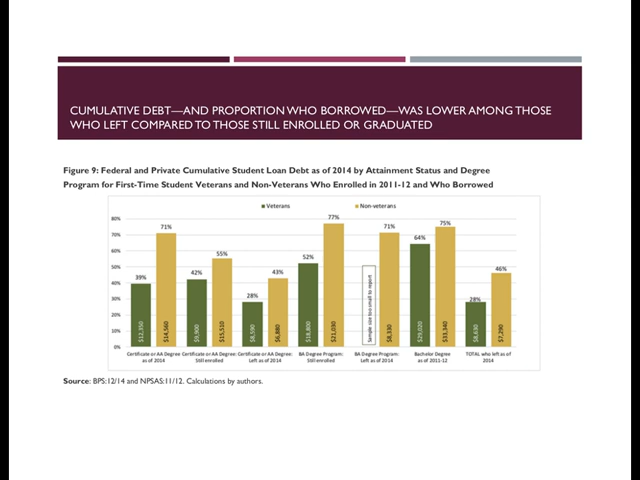 CUMULATIVE DEBT—AND PROPORTION WHO BORROWED—WAS LOWER AMONG THOSE
WHO LEFT COMPARED TO THOSE STILL ENROLLED OR GRADUATED
Figure 9: Federal and Private Cumulative Student Loan Debt as of 2014 by Attainment Status and Degree
Program for First-Time Student Veterans and Non-Veterans Who Enrolled in 2011-12 and Who Borrowed
Veterans Non-veterans
80%
70%
60%
50%
40%
30%
20%
10%
0%
39% 71% 42% 55% 28% 43% 52% 77% 71% 64% 75% 28% 46%
$12,350 $14,560 $9,900 $15,510 $8,590 $6,880 $18,800 $21,030 Sample size too small to report $8,330 $29,020 $33,340 $8,630 $7,290
Certificate or AA Degree Certificate or AA Degree: Certificate or AA Degree: BA Degree Program: BA Degree Program: Bachelor Degree TOTAL who left as of
as of 2014 Still enrolled Left as of 2014 Still enrolled Left as of 2014 as of 2011-12 2014
Source: BPS:12/14 and NPSAS:11/12. Calculations by authors.